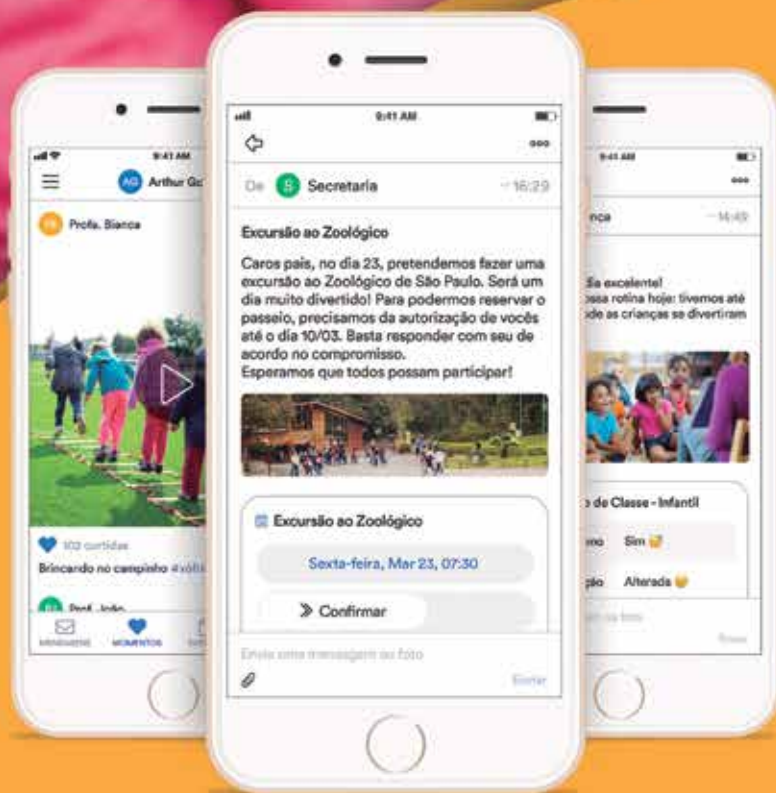 9:41 AM
AG Arthur
Profa. Bianca
102 curtidas
Brincando no campinho
Prof. João
MENSAGENS MOMENTOS
9:41 AM
De S Secretaria 16:29
Excursão ao Zoológico
Caros pais, no dia 23, pretendemos fazer uma
excursão ao Zoológico de São Paulo. Será um
dia muito divertido! Para podermos reservar o
passeio, precisamos da autorização de vocês
até o dia 10/03. Basta responder com seu de
acordo no compromisso.
Esperamos que todos possam participar!
Excursão ao Zoológico
Sexta-feira, Mar 23, 07:30
Confirmar
Envie uma mensagem ou foto
Enviar
9:41 AM
14:49
dia excelente!
ossa rotina hoje: tivemos até
de as crianças se divertiram
de Classe - Infantil
Sim
Alterada